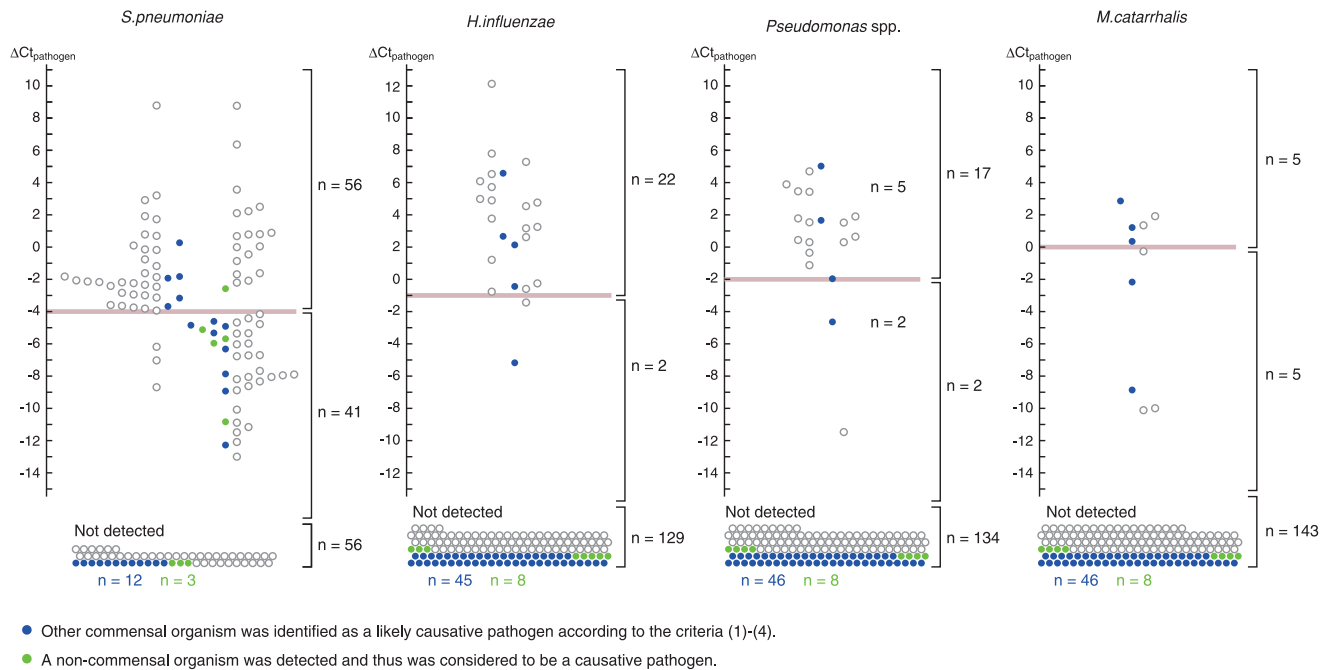 S.pneumoniae
ΔCtpathogen
10
8
6
4
2
0
-2
-4
-6
-8
-10
-12
-14
n = 56
n = 41
Not detected
n = 56
n = 12 n = 3
H.influenzae
ΔCtpathogen
12
10
8
6
4
2
0
-2
-4
-6
-8
-10
-12
n = 22
n = 2
Not detected
n = 129
n = 45 n = 8
Pseudomonas spp.
ΔCtpathogen
10
8
6
4
2
0
-2
-4
-6
-8
-10
-12
-14
n = 5
n = 17
n = 2
n = 2
Not detected
n = 134
n = 46 n = 8
M.catarrhalis
ΔCtpathogen
10
8
6
4
2
0
-2
-4
-6
-8
-10
-12
-14
n = 5
n = 5
Not detected
n = 143
n = 46 n = 8
Other commensal organism was identified as a likely causative pathogen according to the criteria (1)-(4).
A non-commensal organism was detected and thus was considered to be a causative pathogen.